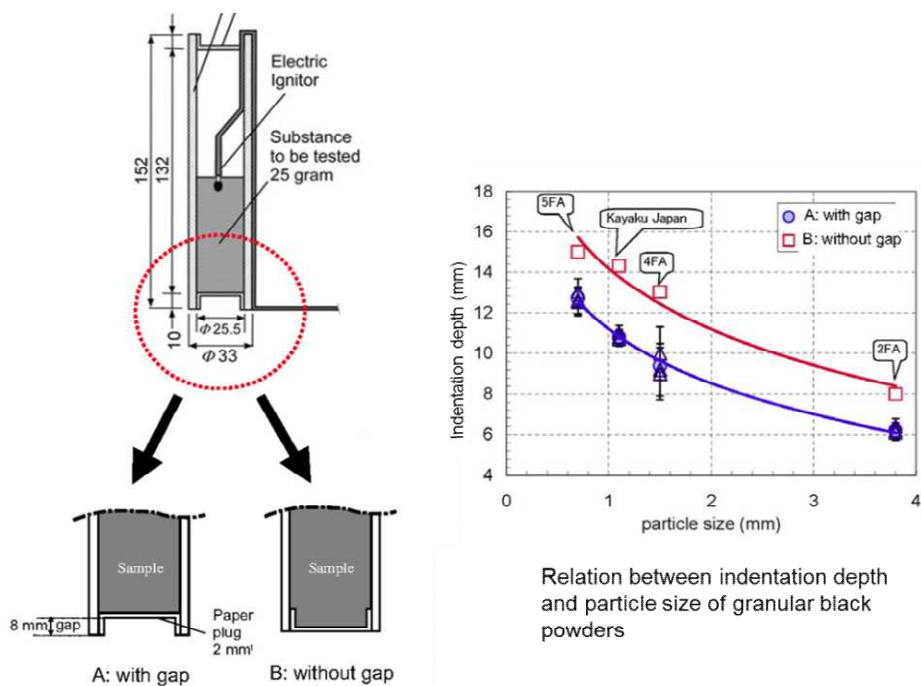 Electric
Ignitor
Substance
to be tested
25 gram
152
132
10
Φ 25.5
Φ 33
Sample
Sample
8 mm gap
Paper
plug
2 mmᵗ
A: with gap
B: without gap
18
16
14
12
10
8
6
4
Indentation depth (mm)
5FA
Kayaku Japan
4FA
2FA
A: with gap
B: without gap
0
1
2
3
4
particle size (mm)
Relation between indentation depth
and particle size of granular black
powders